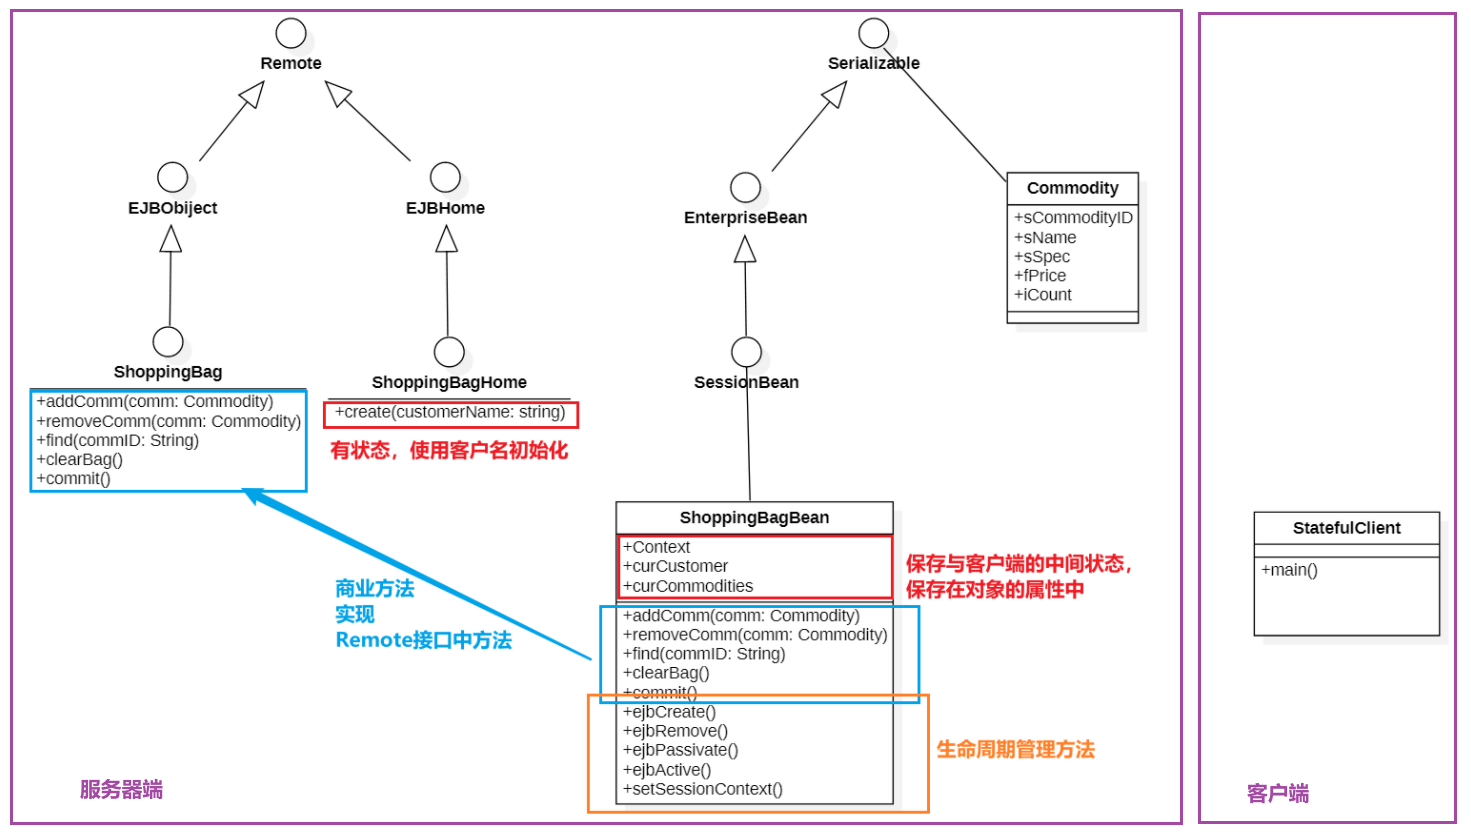 Remote
EJBObiject
EJBHome
ShoppingBag
+addComm(comm: Commodity)
+removeComm(comm: Commodity)
+find(commID: String)
+clearBag()
+commit()
ShoppingBagHome
+create(customerName: string)
有状态，使用客户名初始化
商业方法
实现
Remote接口中方法
Serializable
EnterpriseBean
SessionBean
Commodity
+sCommodityID
+sName
+sSpec
+fPrice
+iCount
ShoppingBagBean
+Context
+curCustomer
+curCommodities
保存与客户端的中间状态，
保存在对象的属性中
+addComm(comm: Commodity)
+removeComm(comm: Commodity)
+find(commID: String)
+clearBag()
+commit()
+ejbCreate()
+ejbRemove()
+ejbPassivate()
+ejbActive()
+setSessionContext()
生命周期管理方法
服务器端
StatefulClient
+main()
客户端